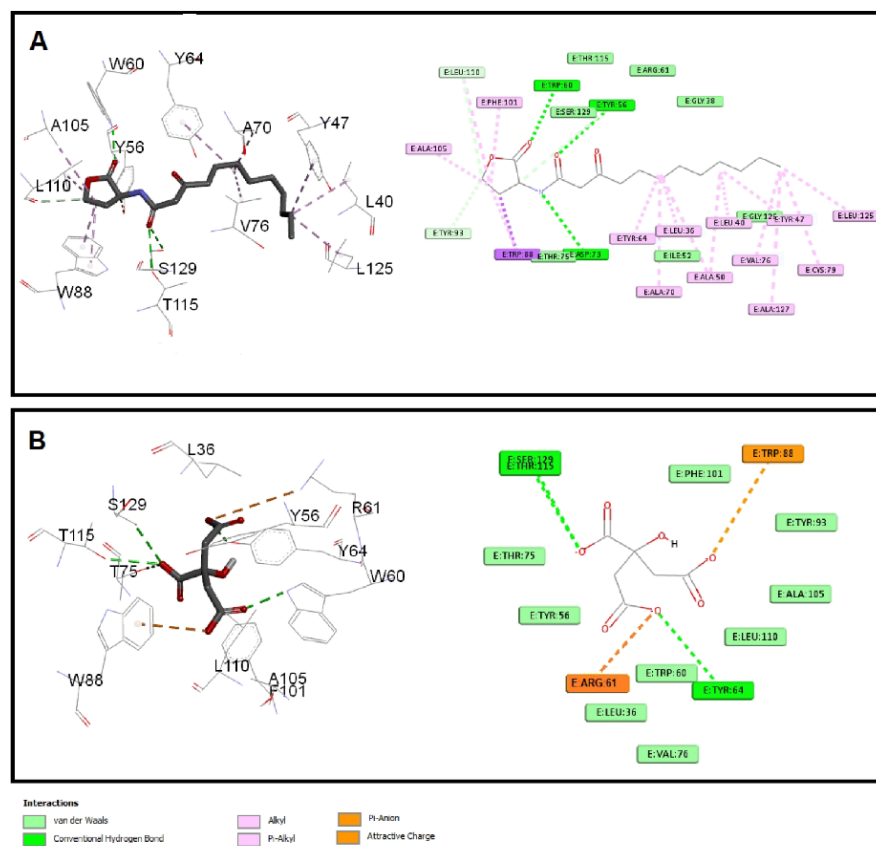 A
W60
Y64
A105
A70
Y47
Y56
L110
L40
V76
S129
L125
W88
T115
E:LEU:110
E:THR:115
E:ARG:61
E:TRP:60
E:PHE:101
E:SER:129
E:TYR:56
E:GLY:38
E:ALA:105
E:TYR:93
E:TRP:88
E:THR:75
E:ASP:73
E:TYR:64
E:LEU:36
E:LEU:40
E:TYR:47
E:LEU:125
E:ILE:52
E:VAL:76
E:CYS:79
E:ALA:70
E:ALA:50
E:ALA:127
B
L36
S129
R61
Y56
T115
Y64
T75
W60
L110
A105
W88
F101
E:SER:129
E:THR:115
E:PHE:101
E:TRP:88
O
O
H
E:TYR:93
E:THR:75
O
O
E:ALA:105
E:TYR:56
O
O
O
E:LEU:110
E:ARG:61
E:TRP:60
E:TYR:64
E:LEU:36
E:VAL:76
Interactions
van der Waals
Alkyl
Pi-Anion
Conventional Hydrogen Bond
Pi-Alkyl
Attractive Charge